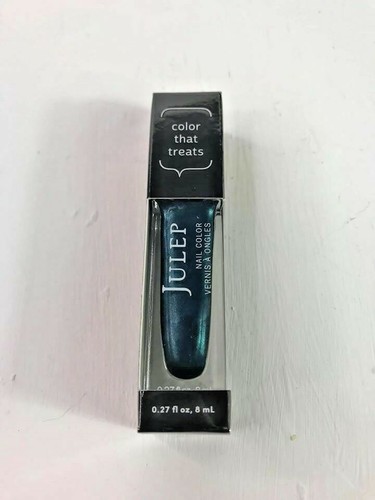 color
that
treats
JULEP
NAIL COLOR
VERNIS À ONGLES
0.27 fl oz, 8 mL